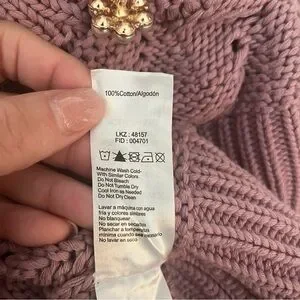 100%Cotton/Algodón
LKZ : 48157
FID : 004701
Machine Wash Cold-
With Similar Colors
Do Not Bleach
Do Not Tumble Dry
Cool Iron as Needed
Do Not Dry Clean
Lavar a máquina con agua
fria y colores similares
No blanquear
No secar en secadora
Planchar a temperatura
mínima cuando sea necesario
No lavar en seco